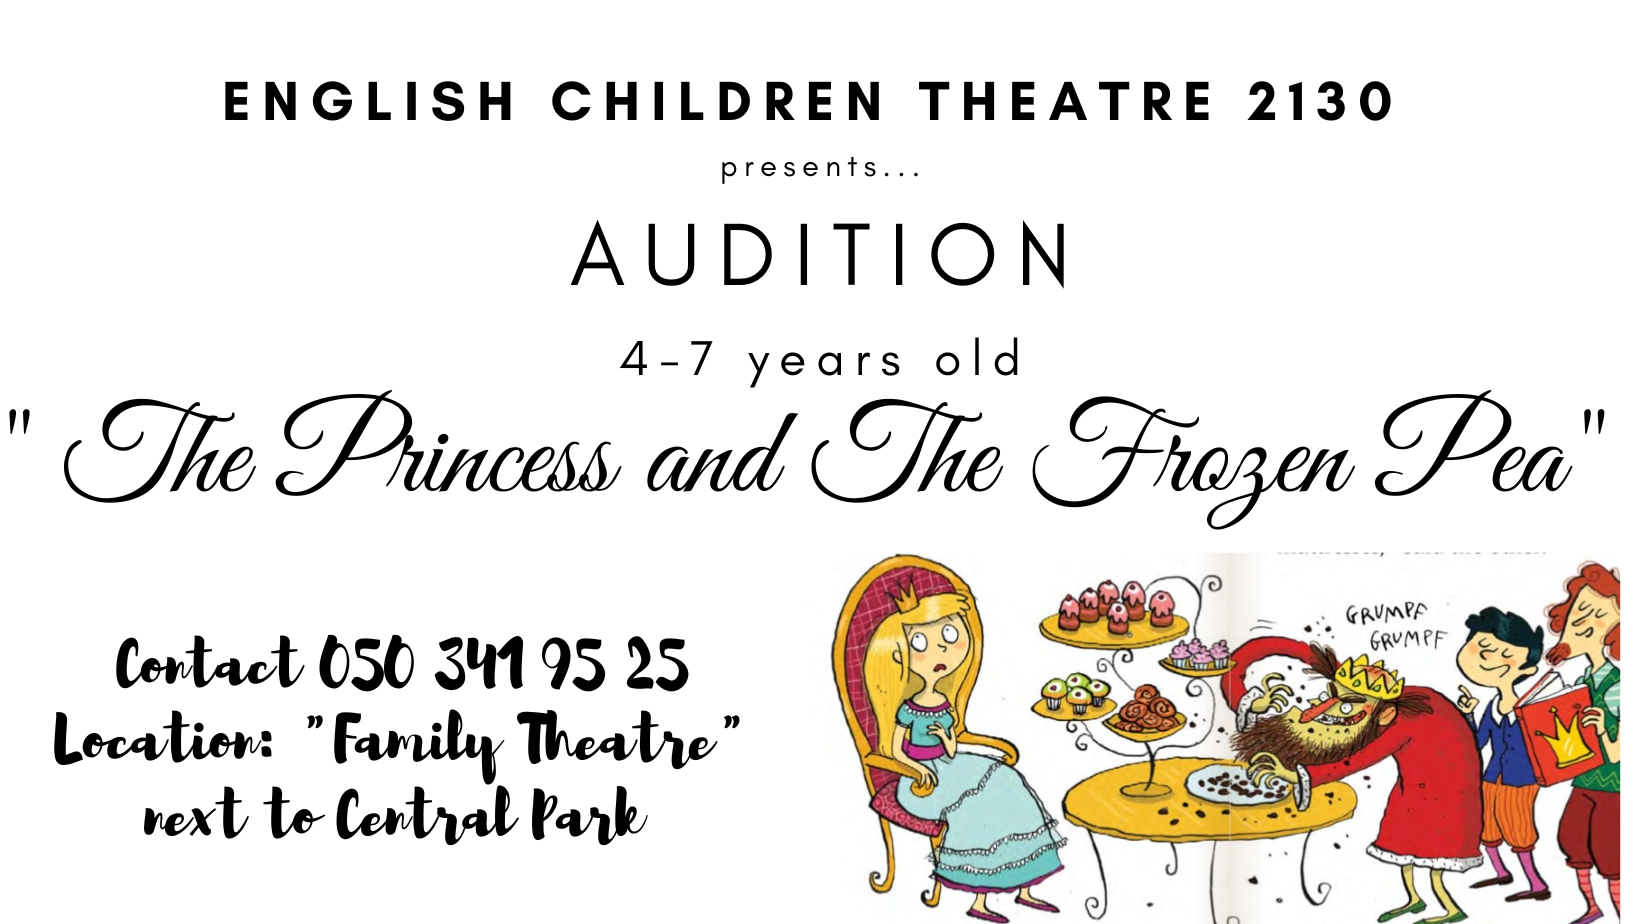 ENGLISH CHILDREN THEATRE 2130
presents...
AUDITION
4-7 years old
" The Princess and The Frozen Pea"
Contact 050 341 95 25
Location: "Family Theatre"
next to Central Park
GRUMPF
GRUMPF